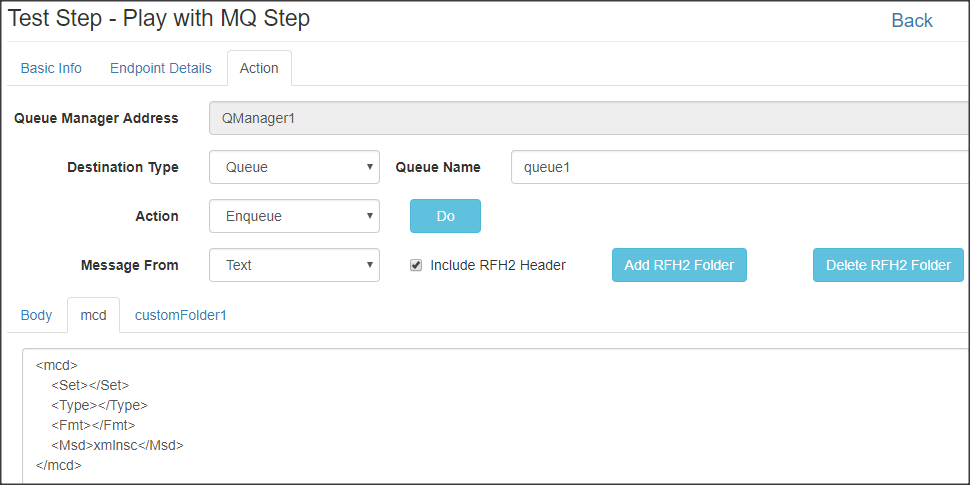 Test Step - Play with MQ Step
Back
Basic Info Endpoint Details Action
Queue Manager Address QManager1
Destination Type Queue Queue Name queue1
Action Enqueue Do
Message From Text Include RFH2 Header Add RFH2 Folder Delete RFH2 Folder
Body mcd customFolder1
<mcd>
    <Set></Set>
    <Type></Type>
    <Fmt></Fmt>
    <Msd>xmlnsc</Msd>
</mcd>